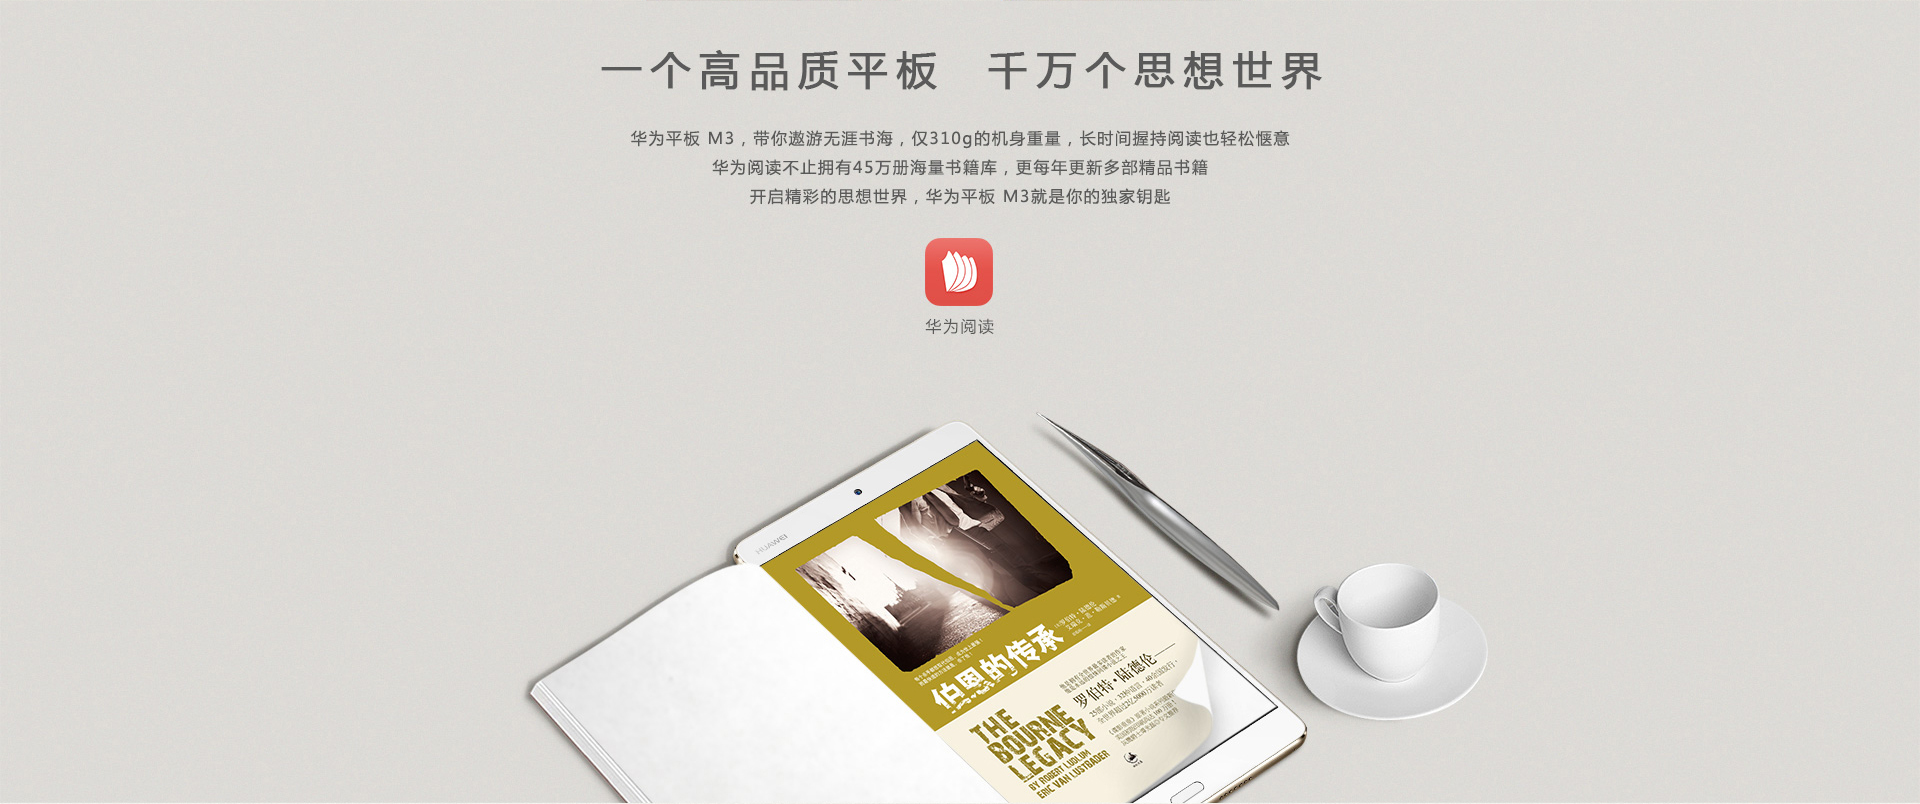 一个高品质平板 千万个思想世界
华为平板 M3，带你遨游无涯书海，仅310g的机身重量，长时间握持阅读也轻松惬意
华为阅读不止拥有45万册海量书籍库，更每年更新多部精品书籍
开启精彩的思想世界，华为平板 M3就是你的独家钥匙
华为阅读
HUAWEI
伯恩的传承
罗伯特·陆德伦
THE
BOURNE
LEGACY
BY ROBERT LUDLUM
ERIC VAN LUSTBADER